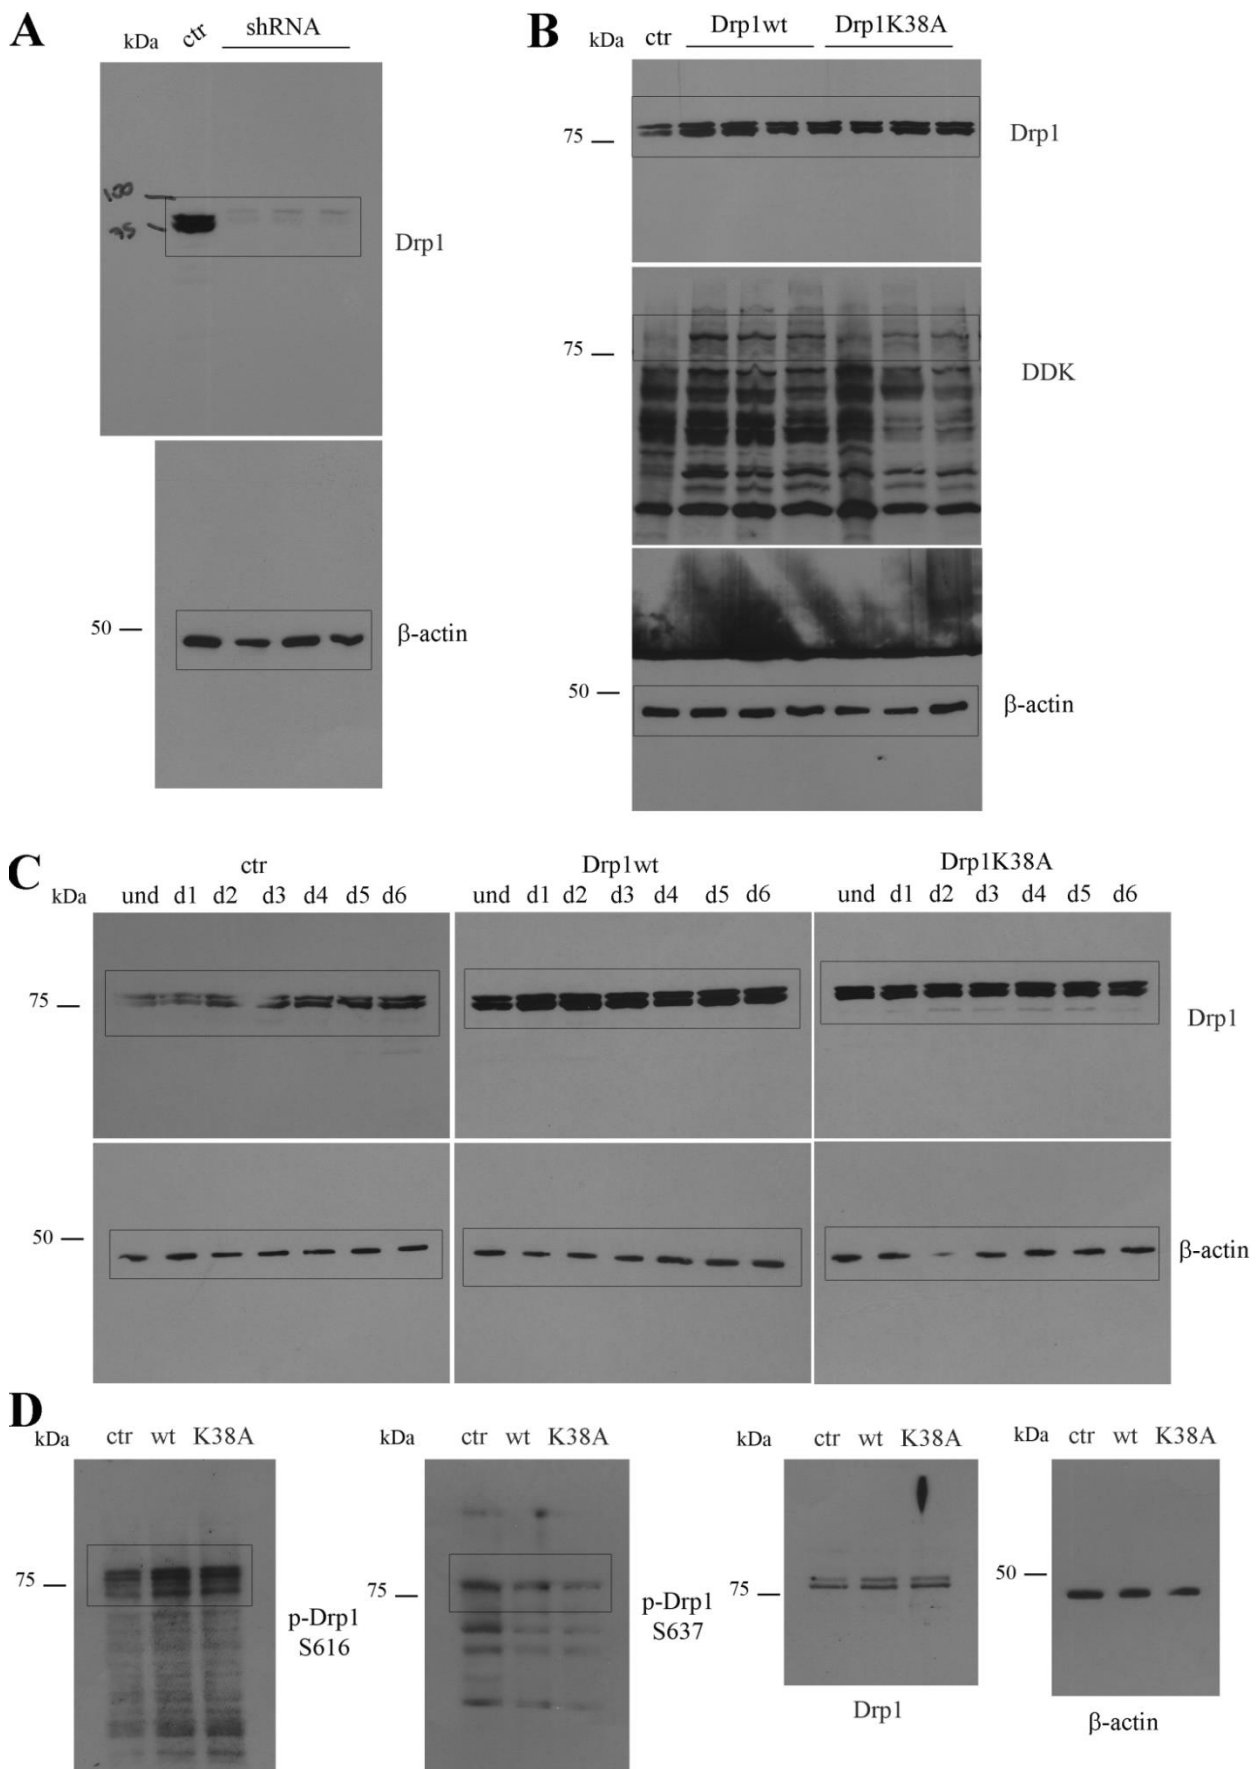 A
kDa ctr shRNA
100
75
Drp1
50
β-actin
B
kDa ctr Drp1wt Drp1K38A
75
Drp1
75
DDK
50
β-actin
C
ctr Drp1wt Drp1K38A
kDa und d1 d2 d3 d4 d5 d6 und d1 d2 d3 d4 d5 d6 und d1 d2 d3 d4 d5 d6
75
Drp1
50
β-actin
D
kDa ctr wt K38A kDa ctr wt K38A kDa ctr wt K38A kDa ctr wt K38A
75
p-Drp1
S616
75
p-Drp1
S637
75
Drp1
50
β-actin